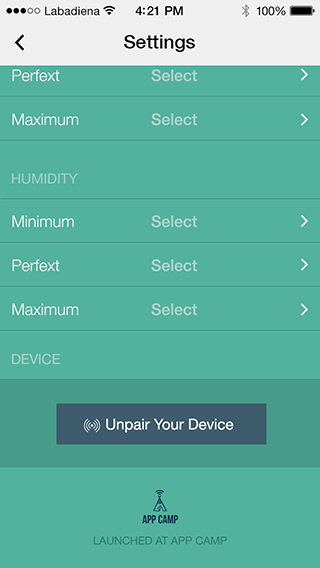 Labadiena 4:21 PM 100%
Settings
Perfext Select
Maximum Select
HUMIDITY
Minimum Select
Perfext Select
Maximum Select
DEVICE
Unpair Your Device
APP CAMP
LAUNCHED AT APP CAMP